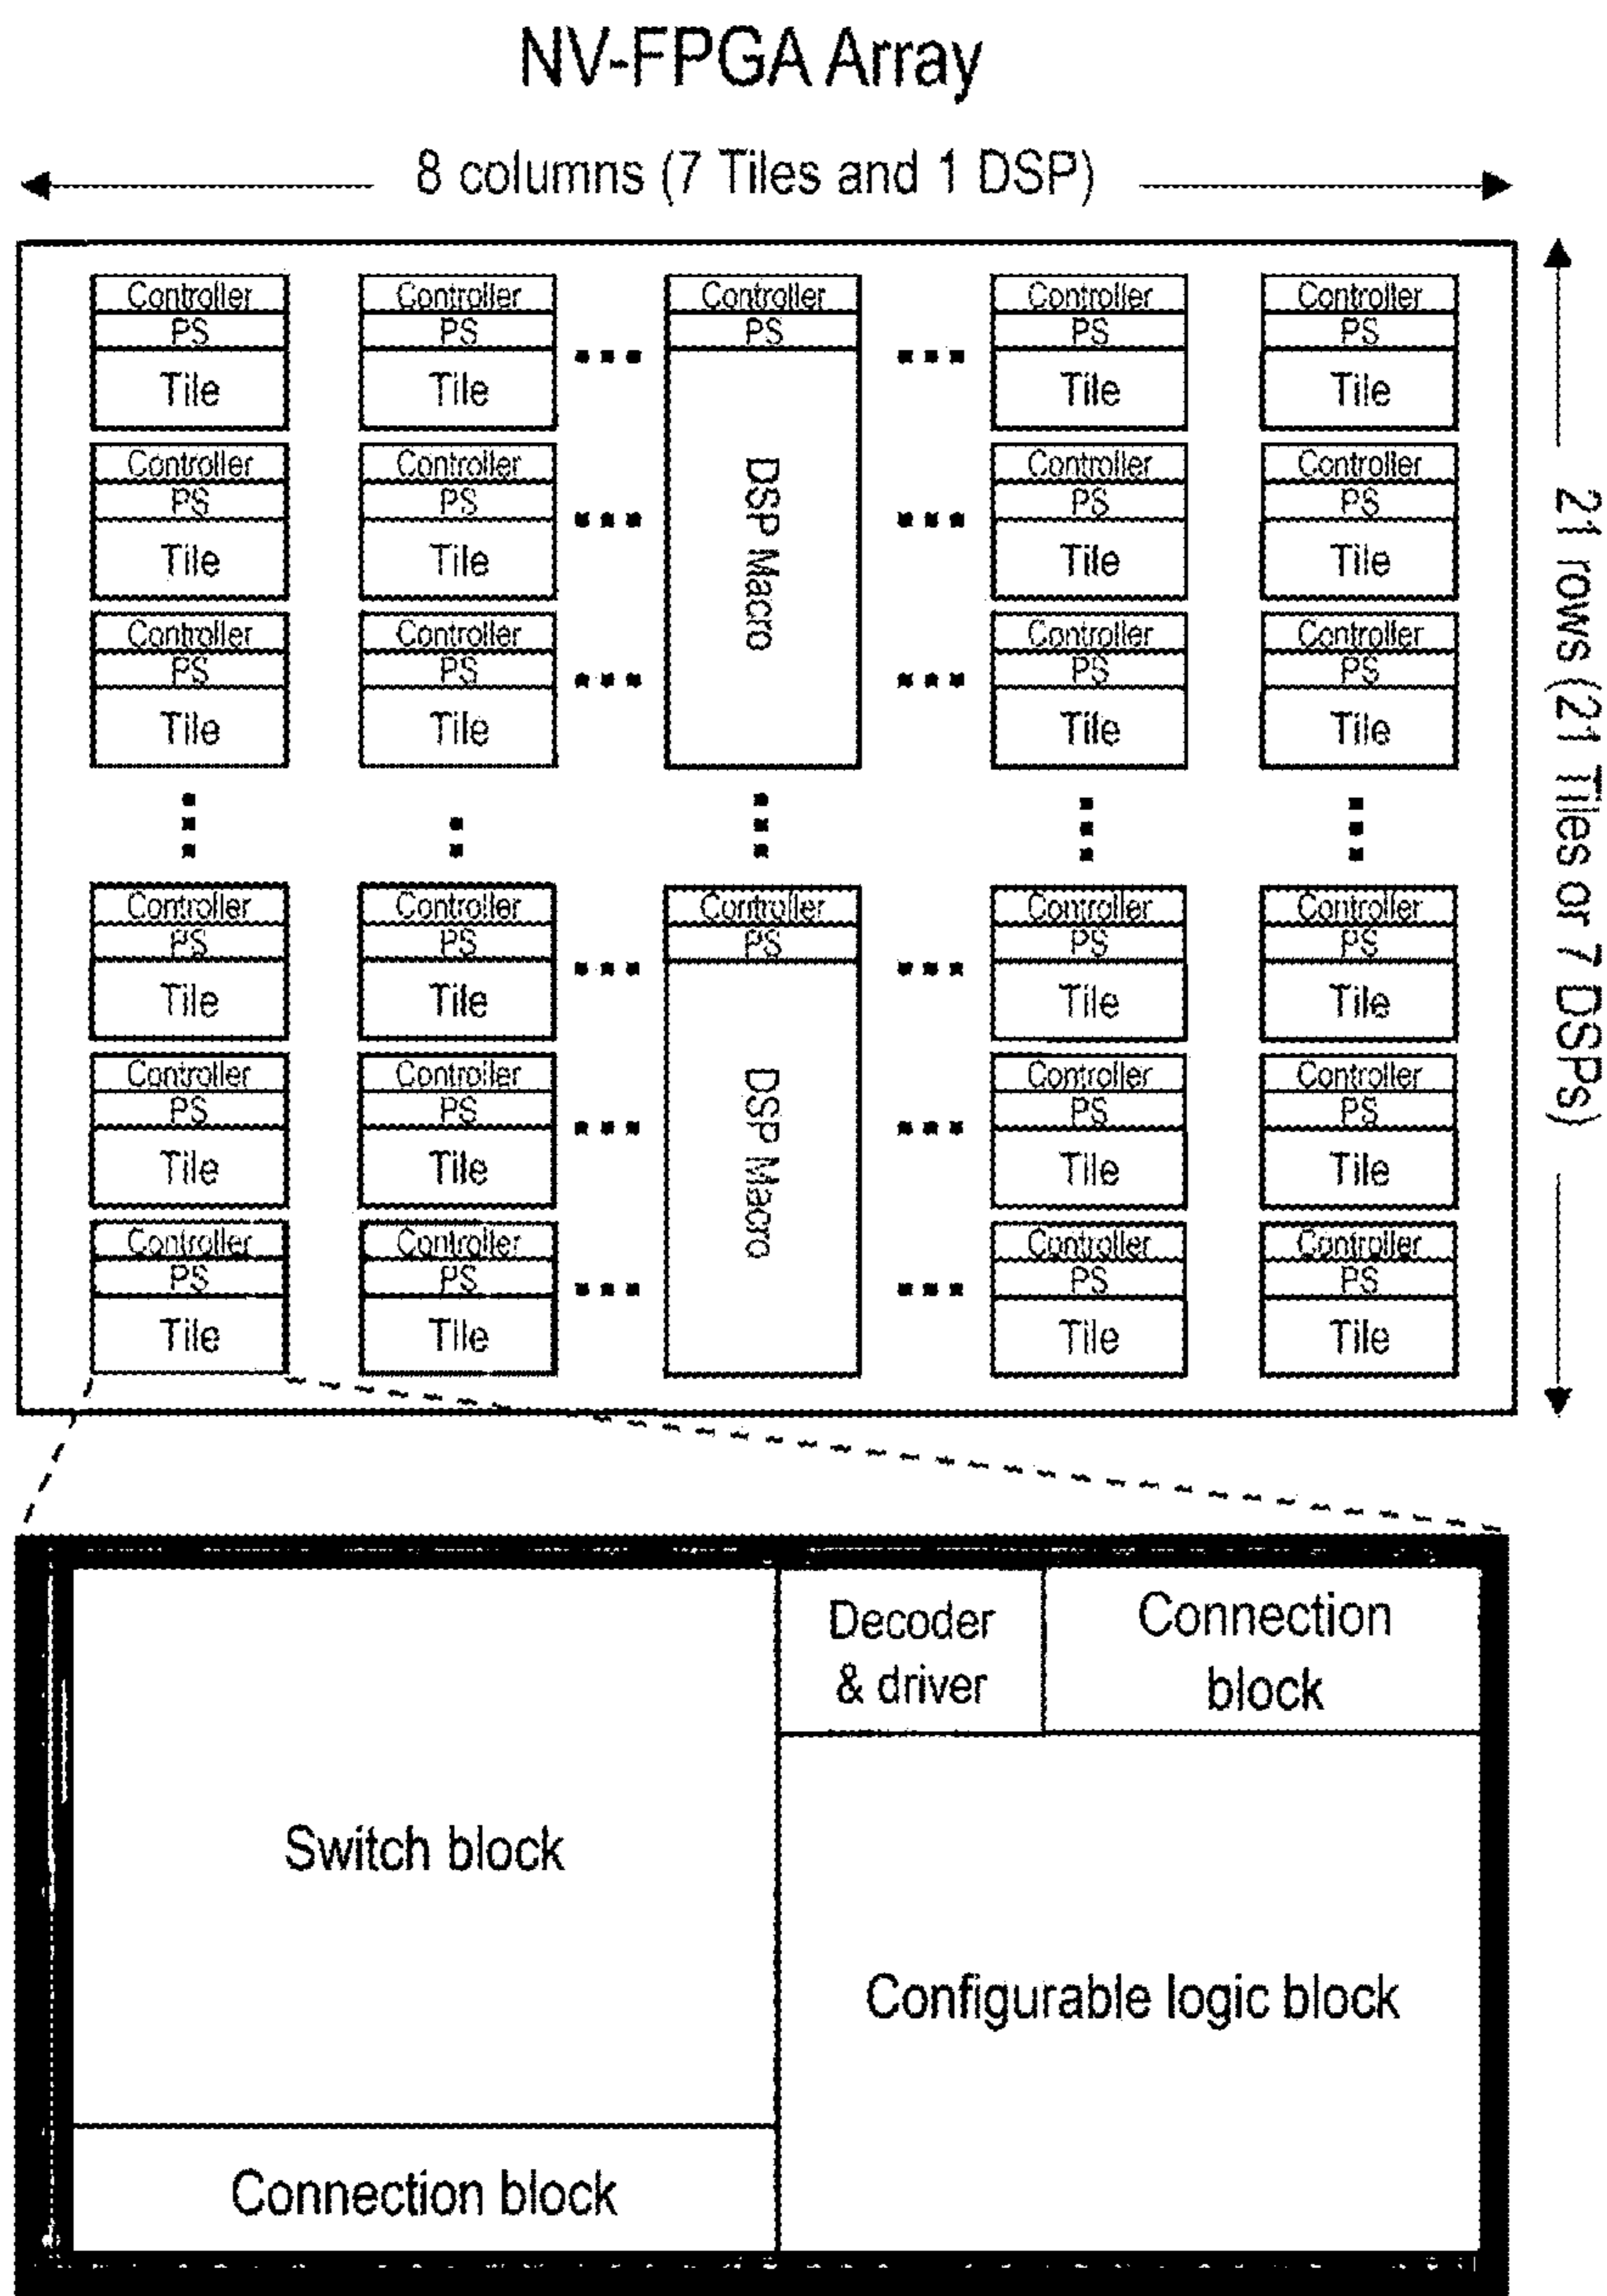 NV-FPGA Array
8 columns (7 Tiles and 1 DSP)
Controller Controller Controller Controller Controller
PS PS PS PS PS
Tile Tile Tile Tile
Controller Controller Controller Controller
PS PS PS PS
Tile Tile Tile Tile
DSP Macro
Controller Controller Controller Controller
PS PS PS PS
Tile Tile Tile Tile
21 rows (21 Tiles or 7 DSPs)
Controller Controller Controller Controller Controller
PS PS PS PS PS
Tile Tile Tile Tile
Controller Controller Controller Controller
PS PS PS PS
Tile Tile Tile Tile
DSP Macro
Controller Controller Controller Controller
PS PS PS PS
Tile Tile Tile Tile
Decoder
& driver
Connection
block
Switch block
Configurable logic block
Connection block